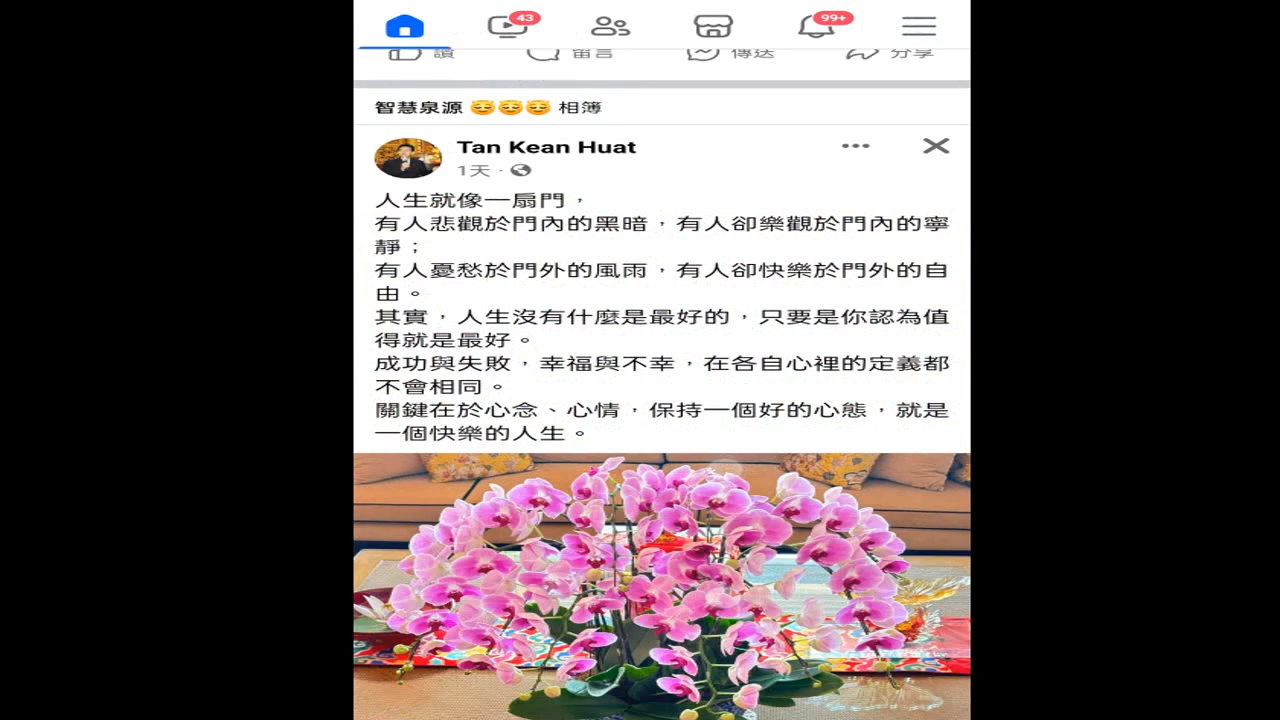 43
99+
讚 留言 傳送 分享
智慧泉源 😌😌😌 相簿
Tan Kean Huat
1天 ·
人生就像一扇門，
有人悲觀於門內的黑暗，有人卻樂觀於門內的寧
靜；
有人憂愁於門外的風雨，有人卻快樂於門外的自
由。
其實，人生沒有什麼是最好的，只要是你認為值
得就是最好。
成功與失敗，幸福與不幸，在各自心裡的定義都
不會相同。
關鍵在於心念、心情，保持一個好的心態，就是
一個快樂的人生。